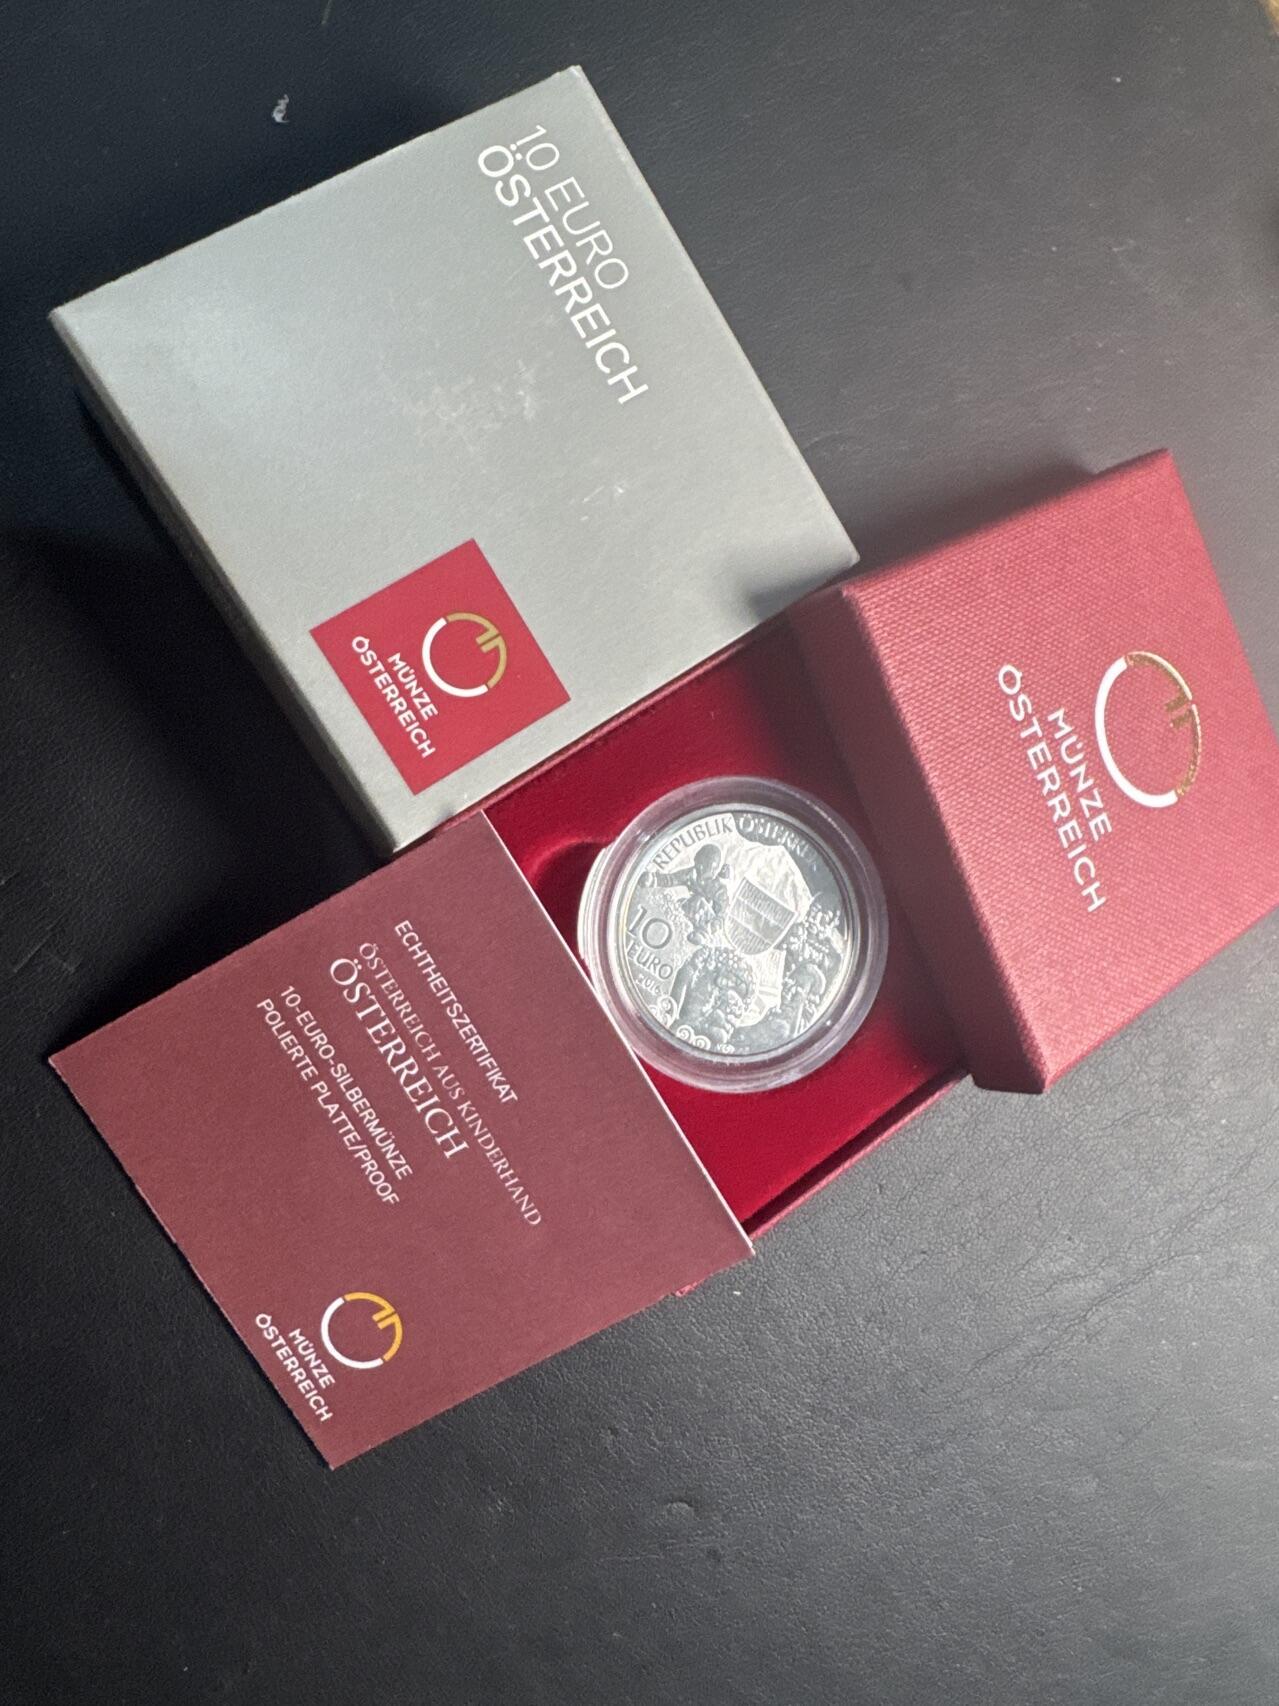 10 EURO
ÖSTERREICH
MÜNZE
ÖSTERREICH
MÜNZE
ÖSTERREICH
REPUBLIK
10
EURO
2016
ECHTHEITSZERTIFIKAT
ÖSTERREICH AUS KINDERHAND
ÖSTERREICH
10-EURO-SILBERMÜNZE
POLIERTE PLATTE/PROOF
MÜNZE
ÖSTERREICH